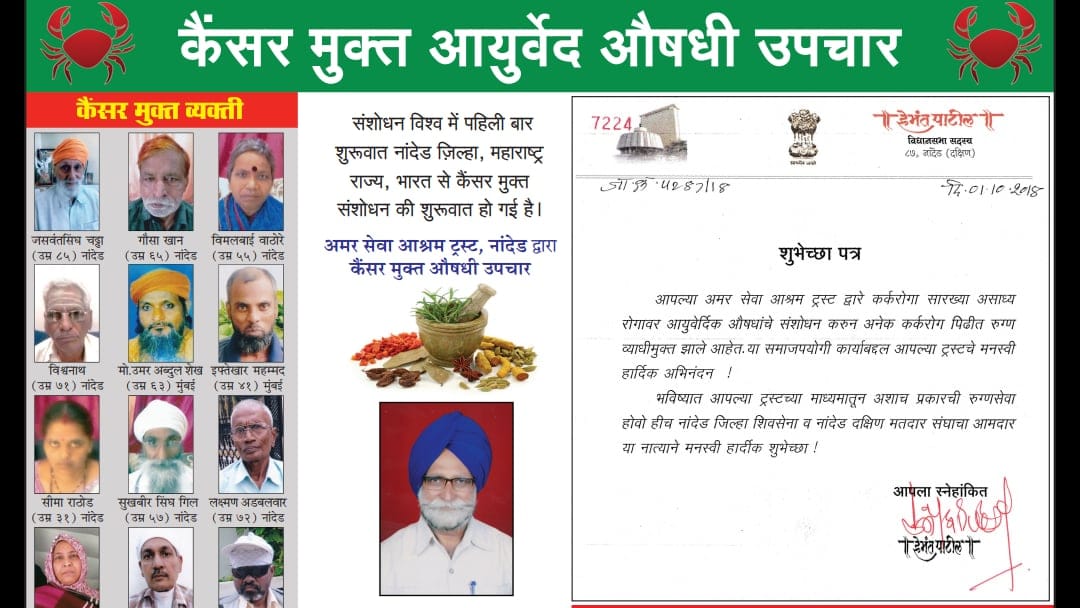 कैंसर मुक्त आयुर्वेद औषधी उपचार
कैंसर मुक्त व्यक्ती
जसवंतसिंघ चड्ढा
(उम्र ८५) नांदेड
गौसा खान
(उम्र ६५) नांदेड
विमलबाई वाठोरे
(उम्र ५५) नांदेड
विश्वनाथ
(उम्र ७१) नांदेड
मो.उमर अब्दुल शेख
(उम्र ६३) मुंबई
इफ्तेखार महम्मद
(उम्र ४१) मुंबई
सीमा राठोड
(उम्र ३१) नांदेड
सुखबीर सिंघ गिल
(उम्र ५७) नांदेड
लक्ष्मण अडबलवार
(उम्र ७२) नांदेड
संशोधन विश्व में पहिली बार
शुरूवात नांदेड ज़िल्हा, महाराष्ट्र
राज्य, भारत से कैंसर मुक्त
संशोधन की शुरूवात हो गई है।
अमर सेवा आश्रम ट्रस्ट, नांदेड द्वारा
कैंसर मुक्त औषधी उपचार
7224
॥ हेमंत पाटील ॥
विधानसभा सदस्य
८७, नांदेड (दक्षिण)
जा.क्रं.५२८७/१८
दि.01.10.2018
शुभेच्छा पत्र
आपल्या अमर सेवा आश्रम ट्रस्ट द्वारे कर्करोगा सारख्या असाध्य
रोगावर आयुवेर्दिक औषधांचे संशोधन करुन अनेक कर्करोग पिढीत रुग्ण
व्याधीमुक्त झाले आहेत.या समाजपयोगी कार्याबद्दल आपल्या ट्रस्टचे मनस्वी
हार्दिक अभिनंदन !
भविष्यात आपल्या ट्रस्टच्या माध्यमातून अशाच प्रकारची रुग्णसेवा
होवो हीच नांदेड जिल्हा शिवसेना व नांदेड दक्षिण मतदार संघाचा आमदार
या नात्याने मनस्वी हार्दीक शुभेच्छा !
आपला स्नेहांकित
॥ हेमंत पाटील ॥